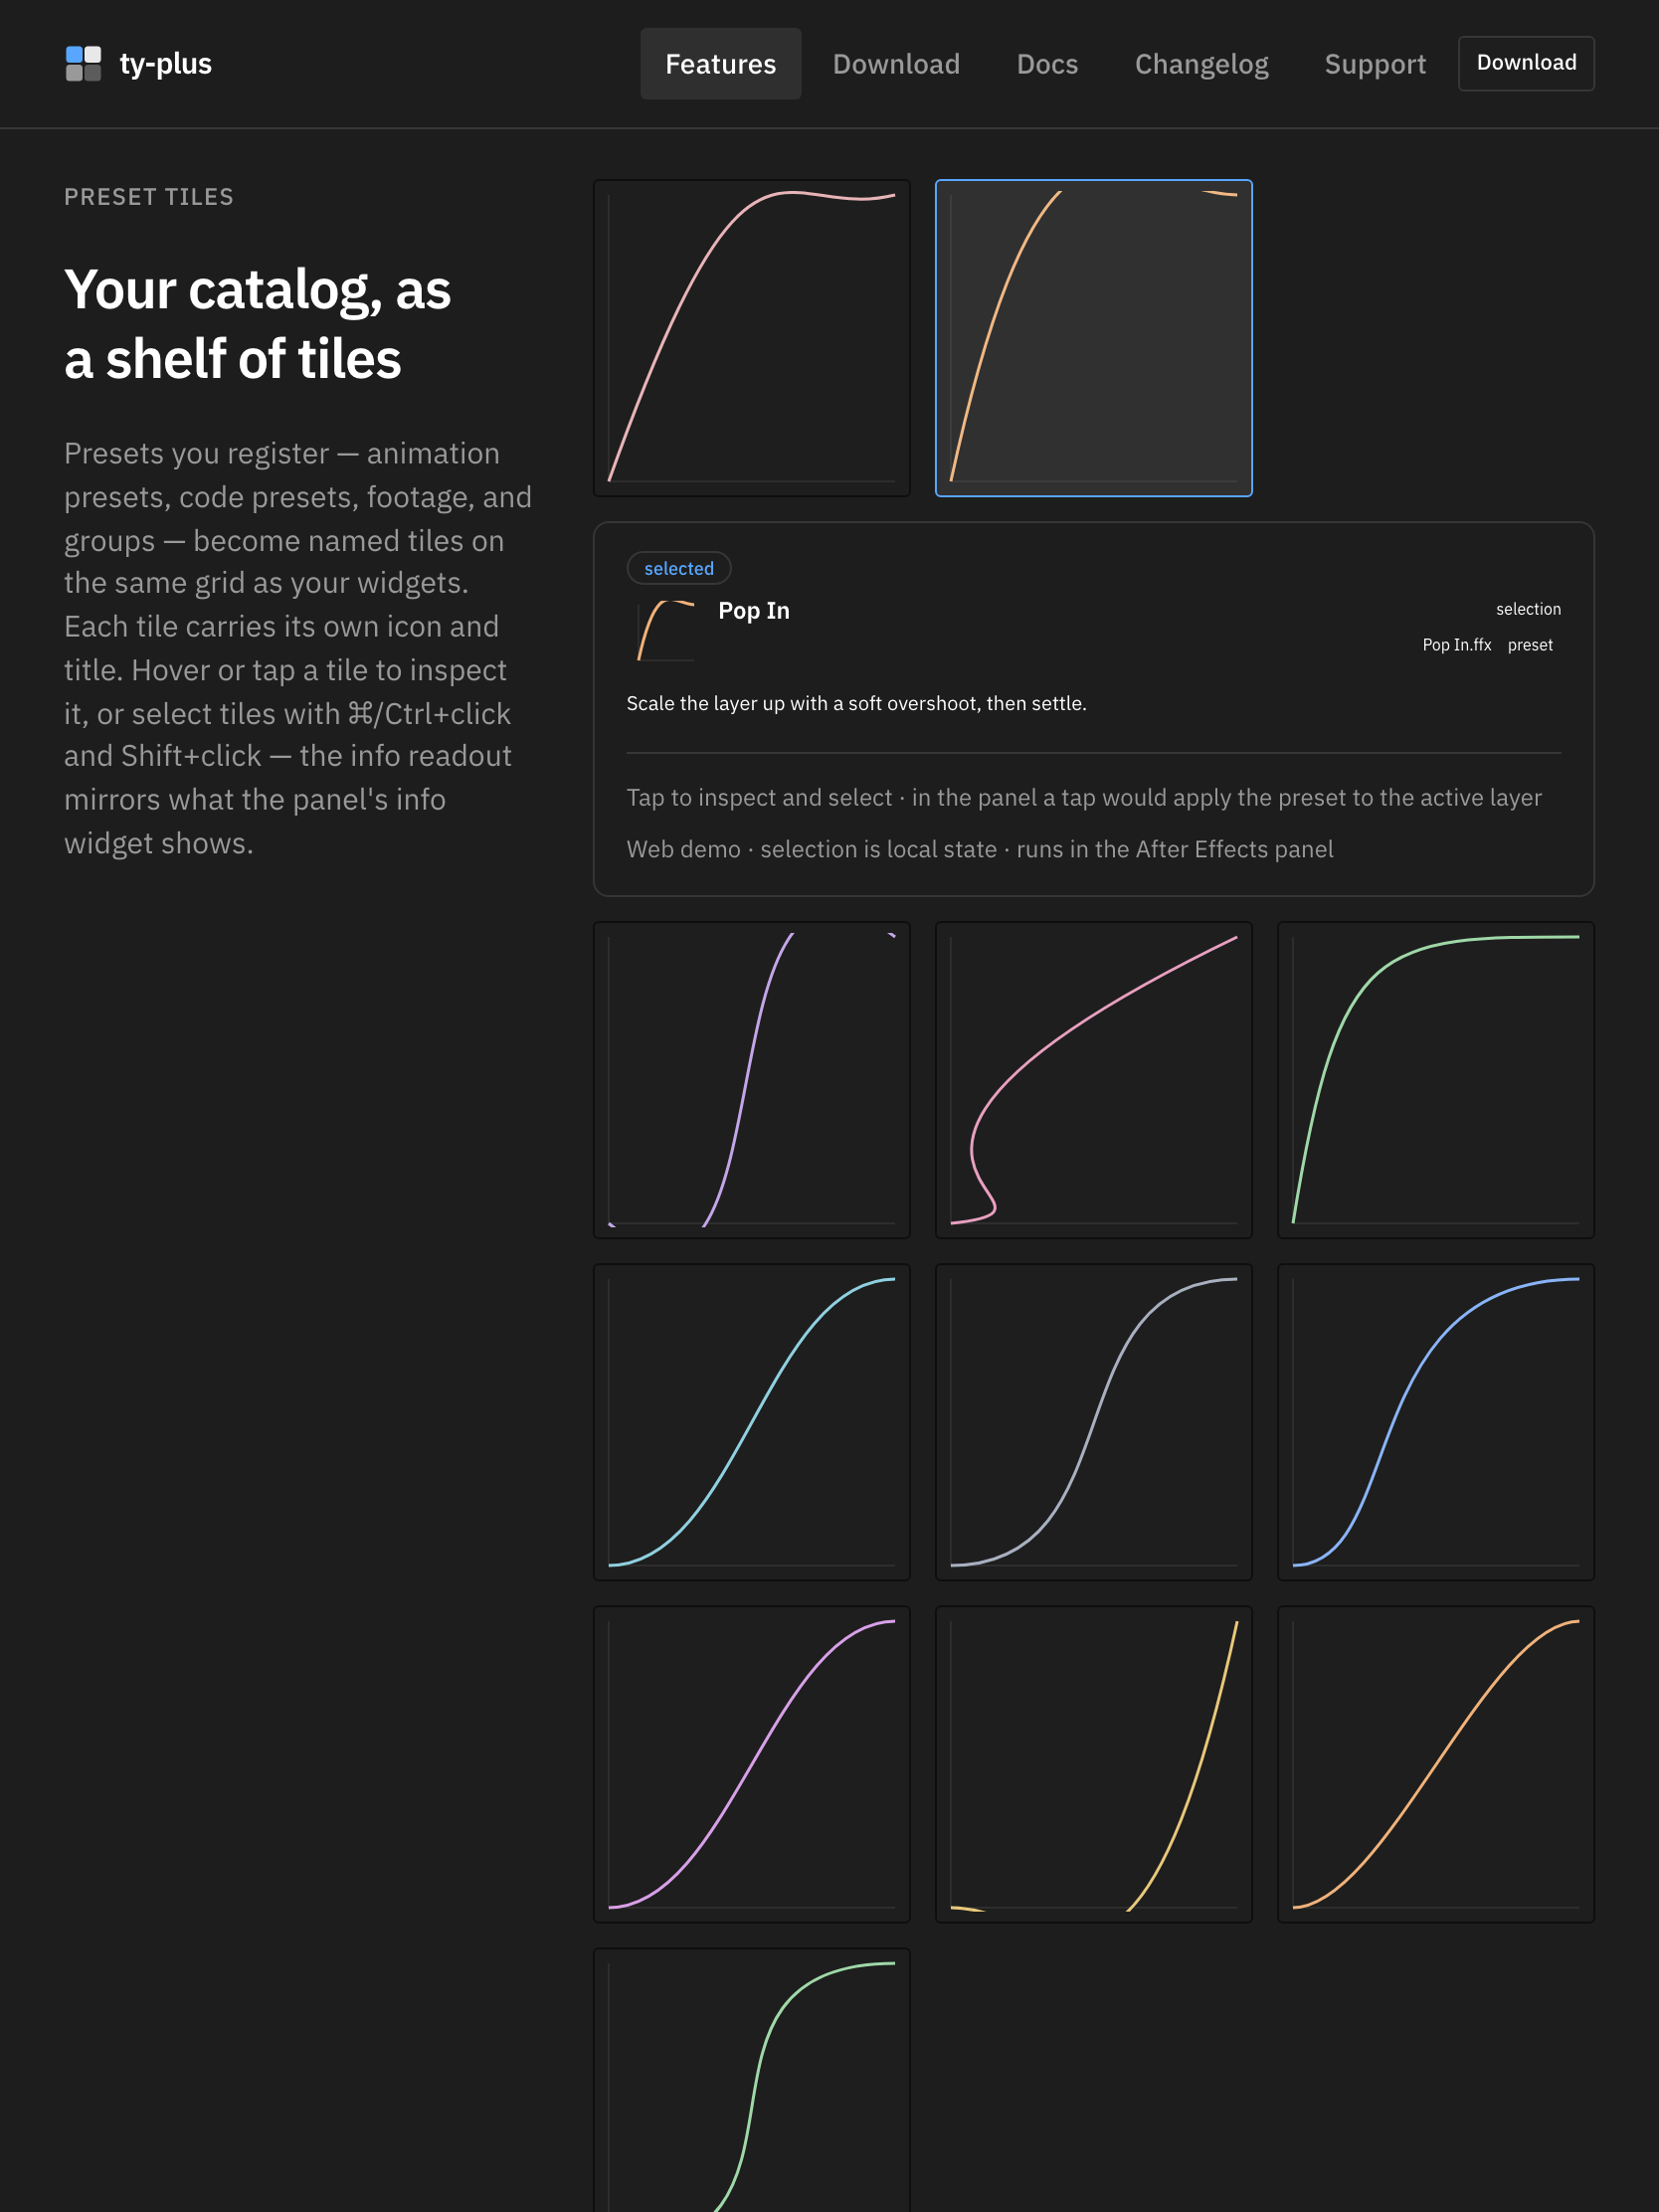 ty-plus
Features
Download
Docs
Changelog
Support
Download
PRESET TILES
Your catalog, as
a shelf of tiles
Presets you register — animation
presets, code presets, footage, and
groups — become named tiles on
the same grid as your widgets.
Each tile carries its own icon and
title. Hover or tap a tile to inspect
it, or select tiles with ⌘/Ctrl+click
and Shift+click — the info readout
mirrors what the panel's info
widget shows.
selected
Pop In
selection
Pop In.ffx preset
Scale the layer up with a soft overshoot, then settle.
Tap to inspect and select · in the panel a tap would apply the preset to the active layer
Web demo · selection is local state · runs in the After Effects panel